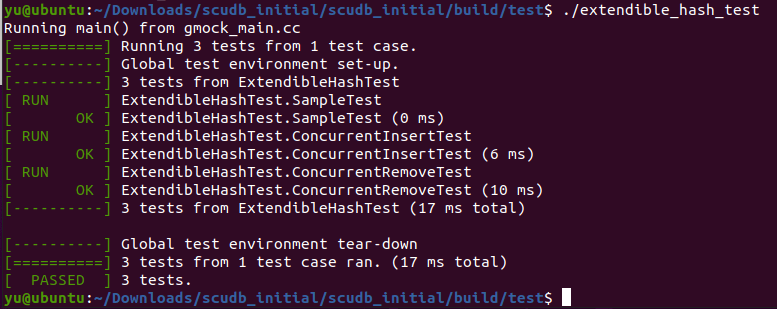 yu@ubuntu:~/Downloads/scudb_initial/scudb_initial/build/test$ ./extendible_hash_test
Running main() from gmock_main.cc
[==========] Running 3 tests from 1 test case.
[----------] Global test environment set-up.
[----------] 3 tests from ExtendibleHashTest
[ RUN      ] ExtendibleHashTest.SampleTest
[       OK ] ExtendibleHashTest.SampleTest (0 ms)
[ RUN      ] ExtendibleHashTest.ConcurrentInsertTest
[       OK ] ExtendibleHashTest.ConcurrentInsertTest (6 ms)
[ RUN      ] ExtendibleHashTest.ConcurrentRemoveTest
[       OK ] ExtendibleHashTest.ConcurrentRemoveTest (10 ms)
[----------] 3 tests from ExtendibleHashTest (17 ms total)

[----------] Global test environment tear-down
[==========] 3 tests from 1 test case ran. (17 ms total)
[  PASSED  ] 3 tests.
yu@ubuntu:~/Downloads/scudb_initial/scudb_initial/build/test$